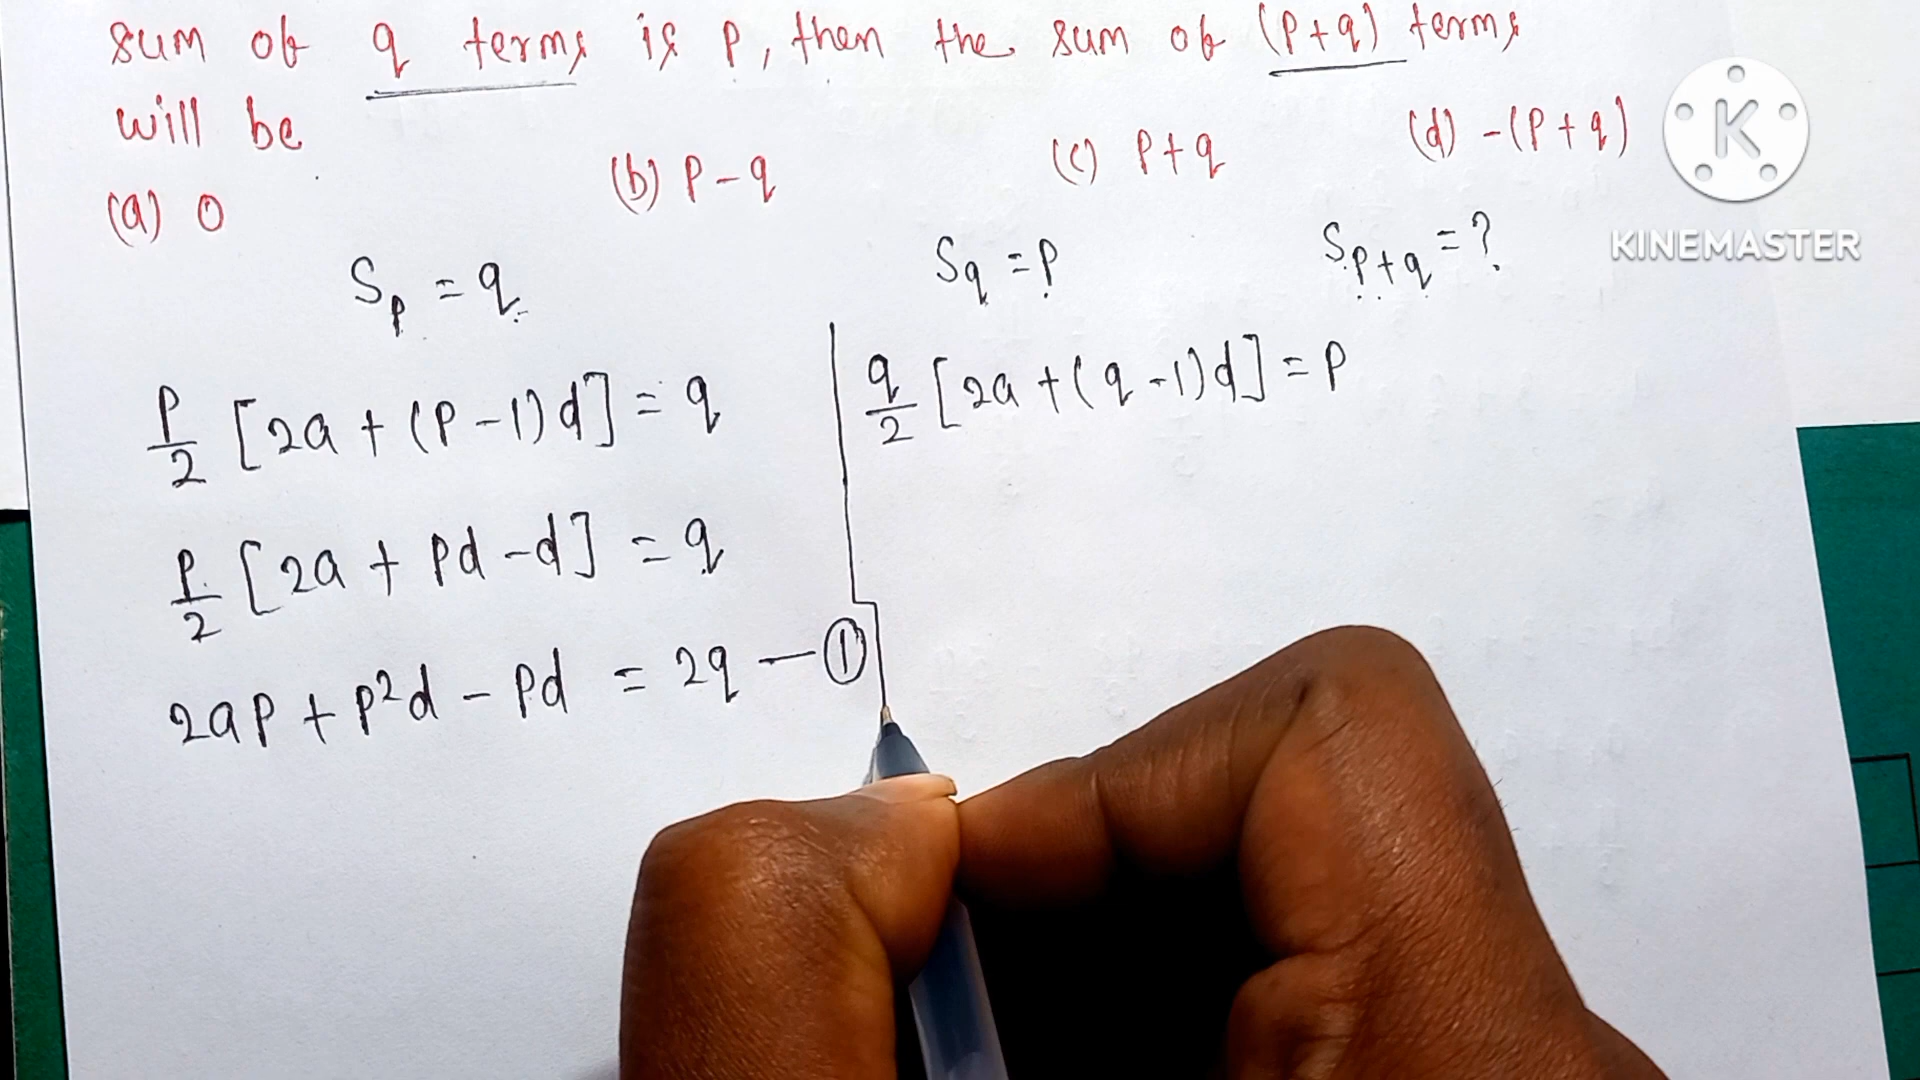 sum of q terms is p, then the sum of (p+q) terms
will be
(a) 0 (b) p-q (c) p+q (d) -(p+q)
K
KINEMASTER
Sp = q Sq = p Sp+q = ?
p/2 [2a + (p-1)d] = q
q/2 [2a + (q-1)d] = p
p/2 [2a + pd - d] = q
2ap + p²d - pd = 2q — ①